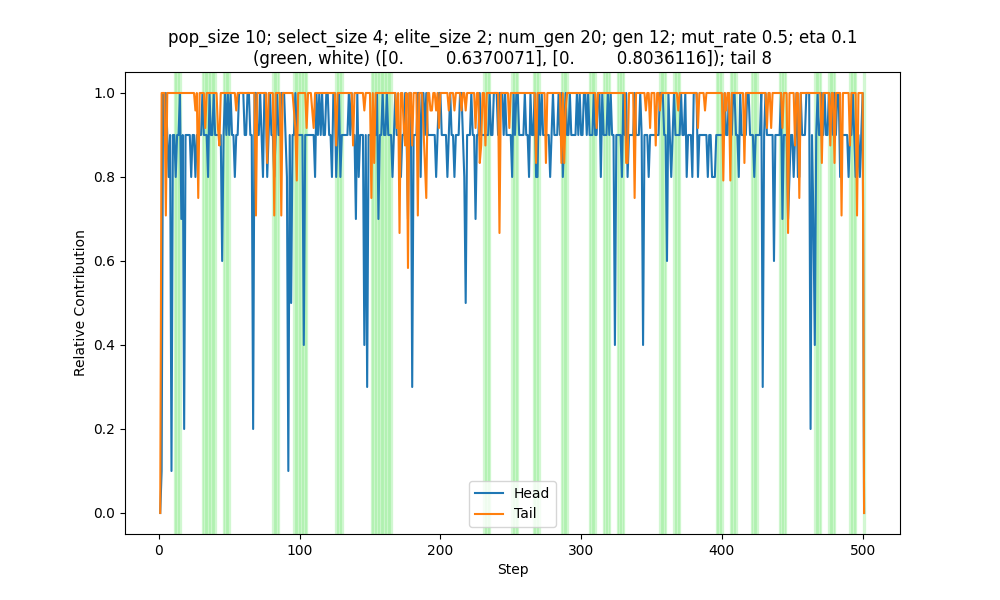 pop_size 10; select_size 4; elite_size 2; num_gen 20; gen 12; mut_rate 0.5; eta 0.1
(green, white) ([0. 0.6370071], [0. 0.8036116]); tail 8
1.0
0.8
0.6
0.4
0.2
0.0
Relative Contribution
Head
Tail
0 100 200 300 400 500
Step